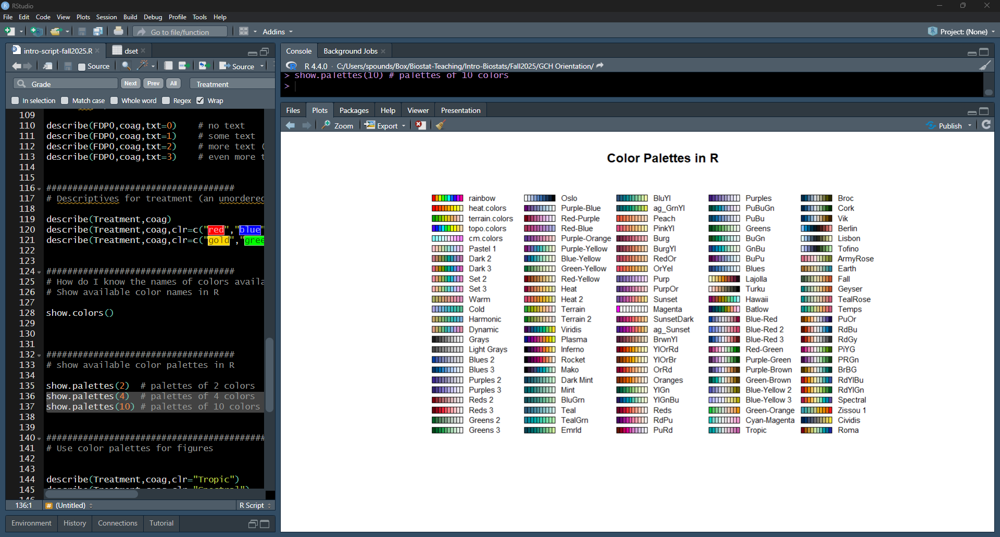 RStudio
File Edit Code View Plots Session Build Debug Profile Tools Help
Go to file/function Addins Project: (None)
intro-script-fall2025.R dset
Source Source
Grade Next Prev All Treatment
In selection Match case Whole word Regex Wrap
109
110 describe(FDPO,coag,txt=0) # no text
111 describe(FDPO,coag,txt=1) # some text
112 describe(FDPO,coag,txt=2) # more text (
113 describe(FDPO,coag,txt=3) # even more t
114
115
116 ####################################
117 # Descriptives for treatment (an unordered
118
119 describe(Treatment,coag)
120 describe(Treatment,coag,clr=c("red","blue"
121 describe(Treatment,coag,clr=c("gold","gree
122
123
124 ####################################
125 # How do I know the names of colors availa
126 # Show available color names in R
127
128 show.colors()
129
130
131
132 ####################################
133 # show available color palettes in R
134
135 show.palettes(2) # palettes of 2 colors
136 show.palettes(4) # palettes of 4 colors
137 show.palettes(10) # palettes of 10 colors
138
139
140 ##########################################
141 # Use color palettes for figures
142
143
144 describe(Treatment,coag,clr="Tropic")
145 describe(Treatment,coag,clr="Spectral")
146
136:1 # (Untitled) R Script
Environment History Connections Tutorial
Console Background Jobs
R 4.4.0 · C:/Users/spounds/Box/Biostat-Teaching/Intro-Biostats/Fall2025/GCH Orientation/
> show.palettes(10) # palettes of 10 colors
>
Files Plots Packages Help Viewer Presentation
Zoom Export Publish
Color Palettes in R
rainbow Oslo BluYl Purples Broc
heat.colors Purple-Blue ag_GrnYl PuBuGn Cork
terrain.colors Red-Purple Peach PuBu Vik
topo.colors Red-Blue PinkYl Greens Berlin
cm.colors Purple-Orange Burg BuGn Lisbon
Pastel 1 Purple-Yellow BurgYl GnBu Tofino
Dark 2 Blue-Yellow RedOr BuPu ArmyRose
Dark 3 Green-Yellow OrYel Blues Earth
Set 2 Red-Yellow Purp Lajolla Fall
Set 3 Heat PurpOr Turku Geyser
Warm Heat 2 Sunset Hawaii TealRose
Cold Terrain Magenta Batlow Temps
Harmonic Terrain 2 SunsetDark Blue-Red PuOr
Dynamic Viridis ag_Sunset Blue-Red 2 RdBu
Grays Plasma BrwnYl Blue-Red 3 RdGy
Light Grays Inferno YlOrRd Red-Green PiYG
Blues 2 Rocket YlOrBr Purple-Green PRGn
Blues 3 Mako OrRd Purple-Brown BrBG
Purples 2 Dark Mint Oranges Green-Brown RdYlBu
Purples 3 Mint YlGn Blue-Yellow 2 RdYlGn
Reds 2 BluGrn YlGnBu Blue-Yellow 3 Spectral
Reds 3 Teal Reds Green-Orange Zissou 1
Greens 2 TealGrn RdPu Cyan-Magenta Cividis
Greens 3 Emrld PuRd Tropic Roma